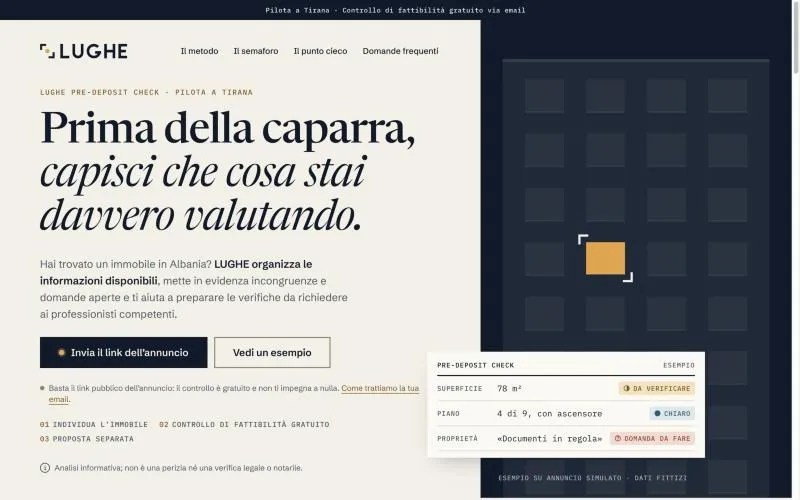 Pilota a Tirana · Controllo di fattibilità gratuito via email
LUGHE
Il metodo
Il semaforo
Il punto cieco
Domande frequenti
LUGHE PRE-DEPOSIT CHECK · PILOTA A TIRANA
Prima della caparra,
capisci che cosa stai
davvero valutando.
Hai trovato un immobile in Albania? LUGHE organizza le
informazioni disponibili, mette in evidenza incongruenze e
domande aperte e ti aiuta a preparare le verifiche da richiedere
ai professionisti competenti.
Invia il link dell'annuncio
Vedi un esempio
Basta il link pubblico dell'annuncio: il controllo è gratuito e non ti impegna a nulla. Come trattiamo la tua
email.
01 INDIVIDUA L'IMMOBILE 02 CONTROLLO DI FATTIBILITÀ GRATUITO
03 PROPOSTA SEPARATA
Analisi informativa; non è una perizia né una verifica legale o notarile.
PRE-DEPOSIT CHECK ESEMPIO
SUPERFICIE 78 m² DA VERIFICARE
PIANO 4 di 9, con ascensore CHIARO
PROPRIETÀ «Documenti in regola» DOMANDA DA FARE
ESEMPIO SU ANNUNCIO SIMULATO · DATI FITTIZI